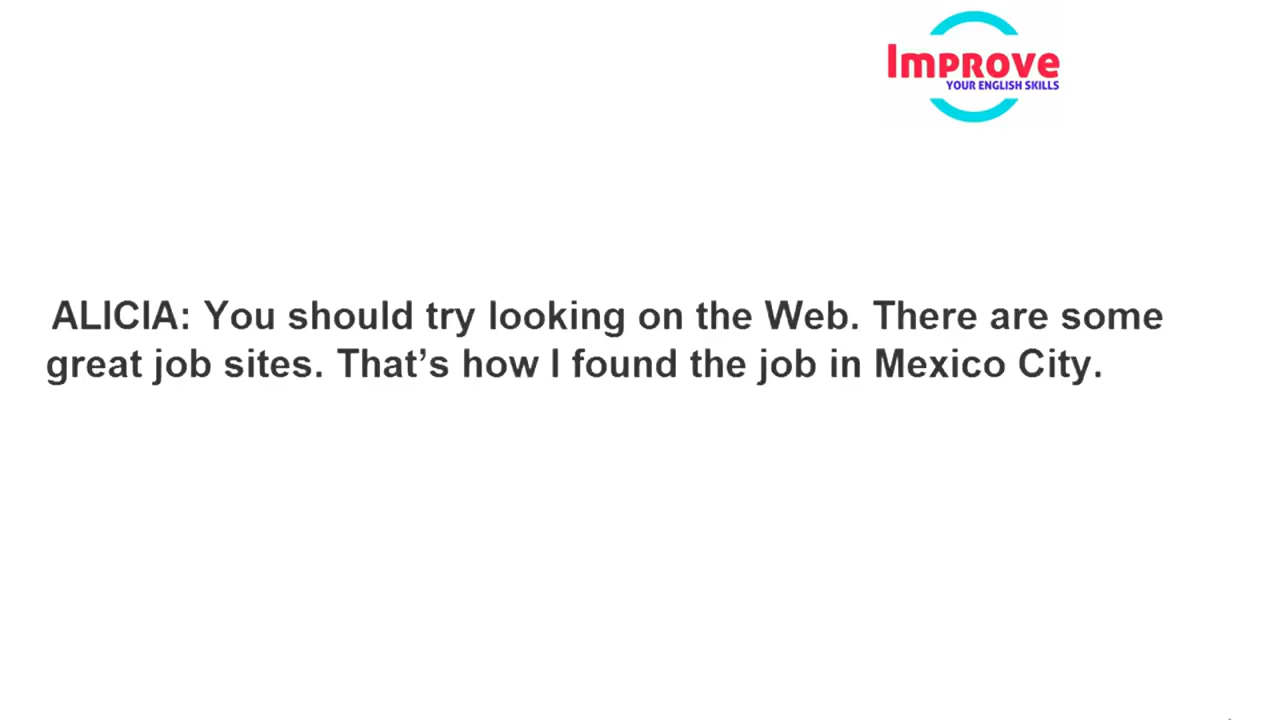 Improve
YOUR ENGLISH SKILLS
ALICIA: You should try looking on the Web. There are some
great job sites. That’s how I found the job in Mexico City.